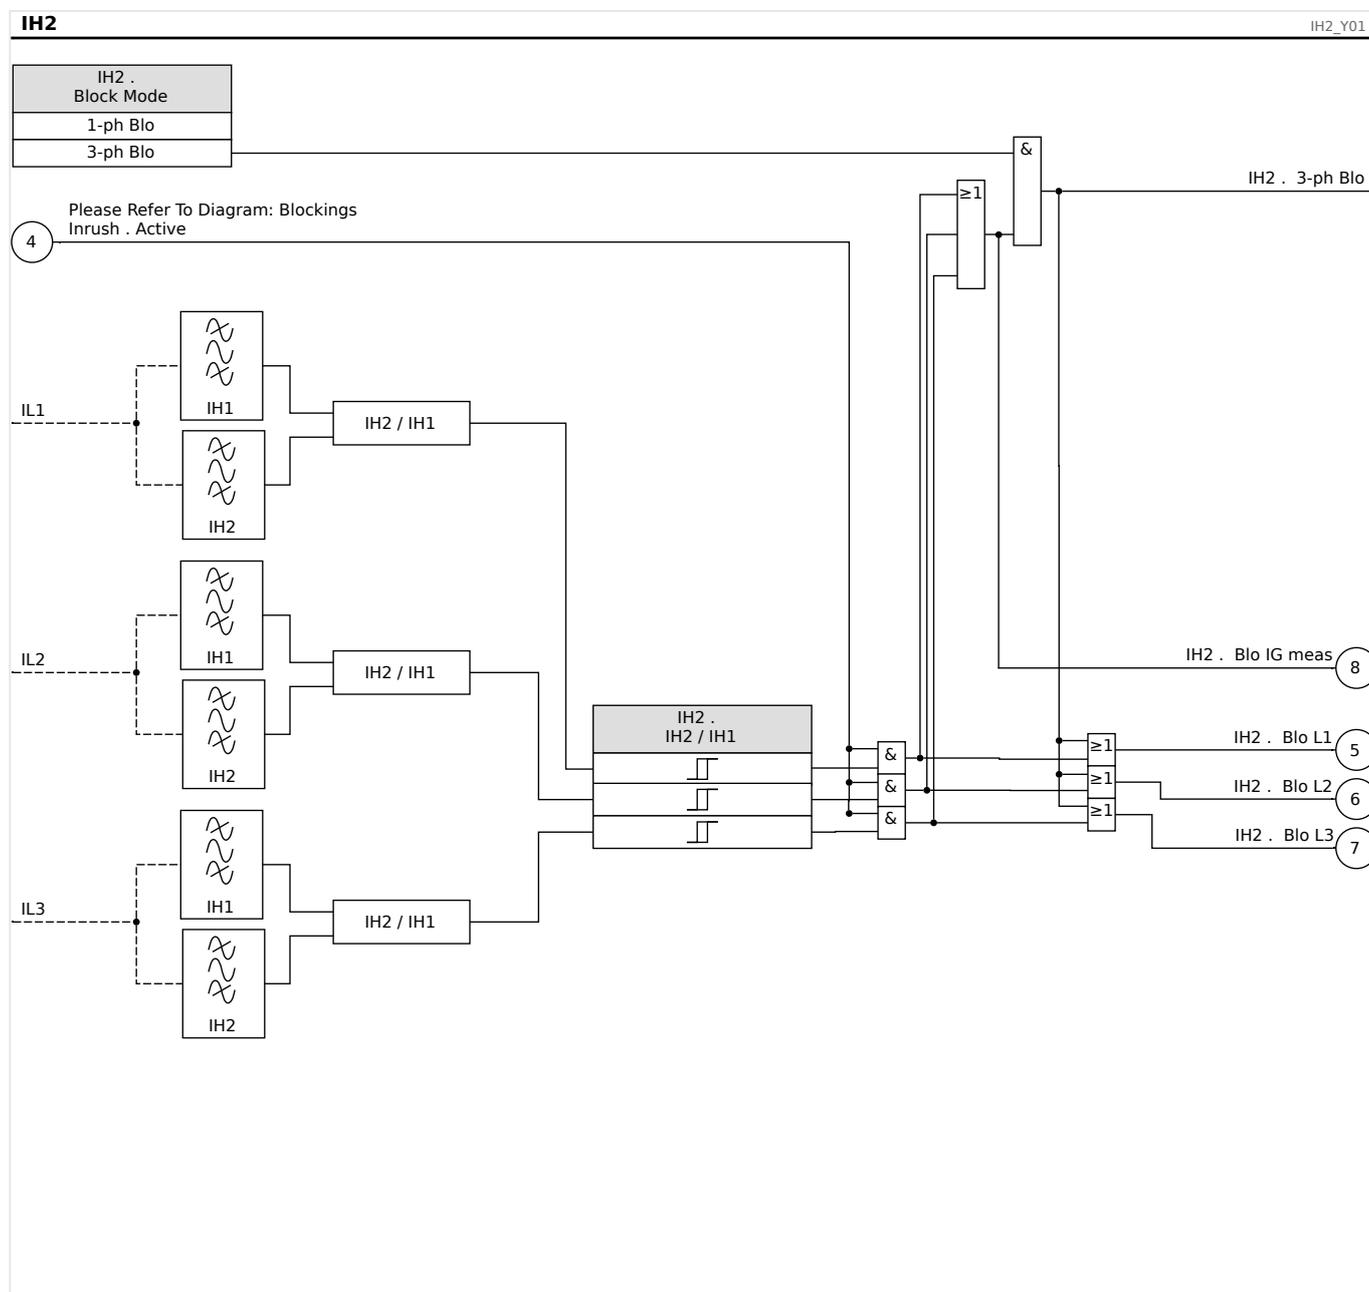 IH2
IH2_Y01
IH2 .
Block Mode
1-ph Blo
3-ph Blo
&
IH2 . 3-ph Blo
≥1
Please Refer To Diagram: Blockings
Inrush . Active
4
IH1
IL1
IH2 / IH1
IH2
IH1
IL2
IH2 / IH1
IH2
IH2 . Blo IG meas
8
IH2 .
IH2 / IH1
&
&
&
≥1
≥1
≥1
IH2 . Blo L1
5
IH2 . Blo L2
6
IH2 . Blo L3
7
IH1
IL3
IH2 / IH1
IH2